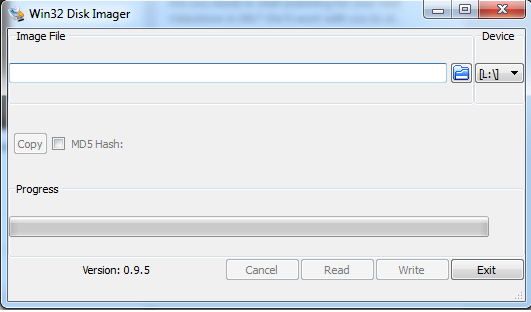 Win32 Disk Imager
Image File
Device
[L:\]
Copy
MD5 Hash:
Progress
Version: 0.9.5
Cancel
Read
Write
Exit